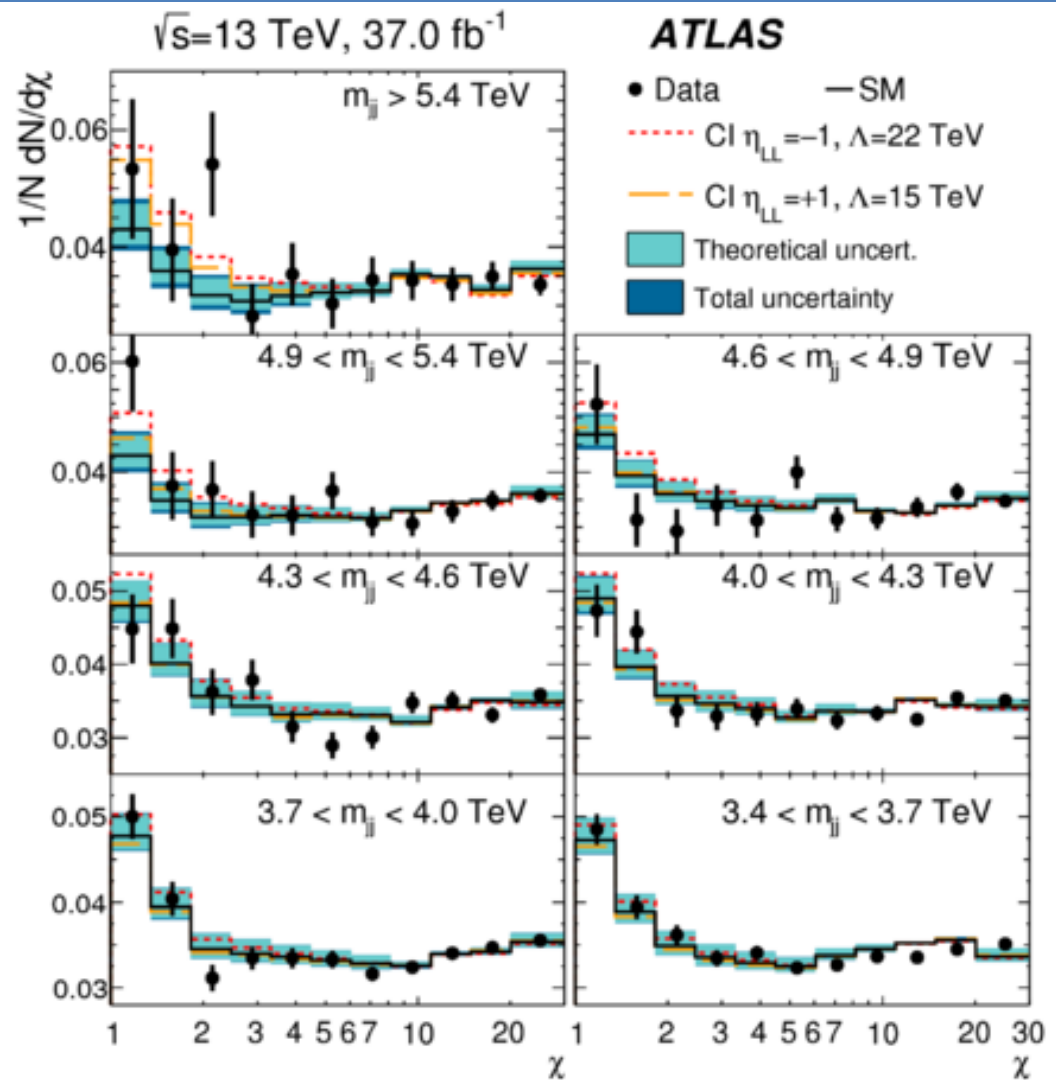 √s=13 TeV, 37.0 fb⁻¹
ATLAS
Data
SM
CI η_LL=−1, Λ=22 TeV
CI η_LL=+1, Λ=15 TeV
Theoretical uncert.
Total uncertainty
1/N dN/dχ
m_jj > 5.4 TeV
0.06
0.04
4.9 < m_jj < 5.4 TeV
0.06
0.04
4.6 < m_jj < 4.9 TeV
4.3 < m_jj < 4.6 TeV
0.05
0.04
0.03
4.0 < m_jj < 4.3 TeV
3.7 < m_jj < 4.0 TeV
0.05
0.04
0.03
3.4 < m_jj < 3.7 TeV
1 2 3 4 5 6 7 10 20
χ
1 2 3 4 5 6 7 10 20 30
χ